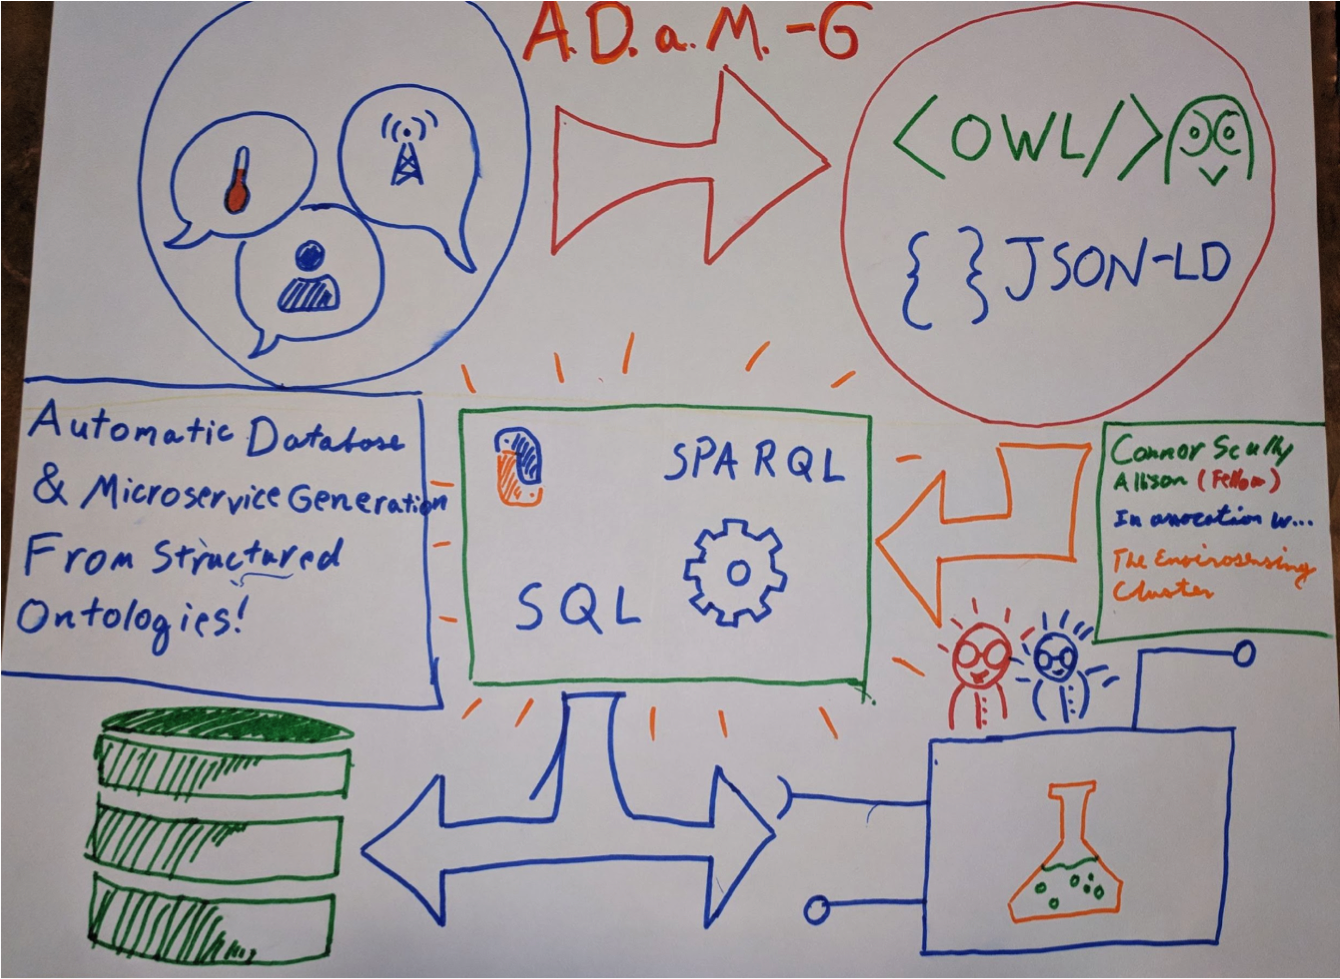 A.D.a.M.-G
<OWL/>
{ } JSON-LD
Automatic Database
& Microservice Generation
From Structured
Ontologies!
SPARQL
SQL
Connor Scully
Allison (Fellow)
In assocation w...
The Envirosensing
Cluster